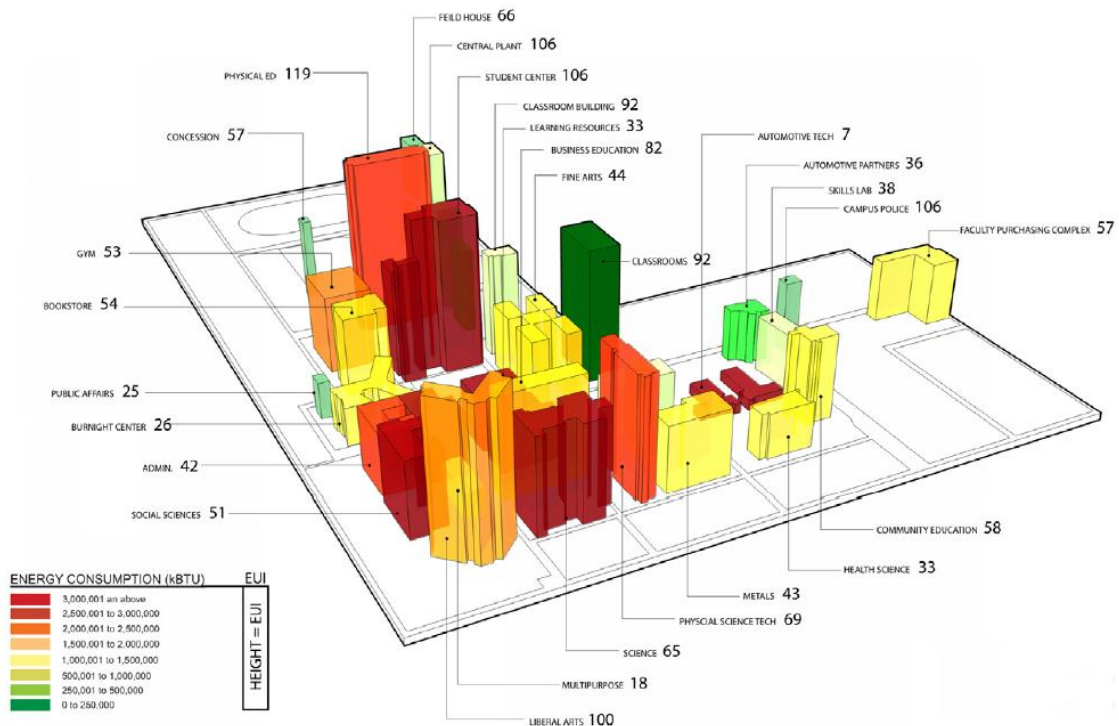 FEILD HOUSE 66
CENTRAL PLANT 106
PHYSICAL ED 119
STUDENT CENTER 106
CLASSROOM BUILDING 92
LEARNING RESOURCES 33
BUSINESS EDUCATION 82
FINE ARTS 44
CONCESSION 57
AUTOMOTIVE TECH 7
AUTOMOTIVE PARTNERS 36
SKILLS LAB 38
CAMPUS POLICE 106
FACULTY PURCHASING COMPLEX 57
GYM 53
CLASSROOMS 92
BOOKSTORE 54
PUBLIC AFFAIRS 25
BURNIGHT CENTER 26
ADMIN. 42
SOCIAL SCIENCES 51
COMMUNITY EDUCATION 58
HEALTH SCIENCE 33
METALS 43
PHYSCIAL SCIENCE TECH 69
SCIENCE 65
MULTIPURPOSE 18
LIBERAL ARTS 100
ENERGY CONSUMPTION (kBTU) EUI
3,000,001 an above
2,500,001 to 3,000,000
2,000,001 to 2,500,000
1,500,001 to 2,000,000
1,000,001 to 1,500,000
500,001 to 1,000,000
250,001 to 500,000
0 to 250,000
HEIGHT = EUI